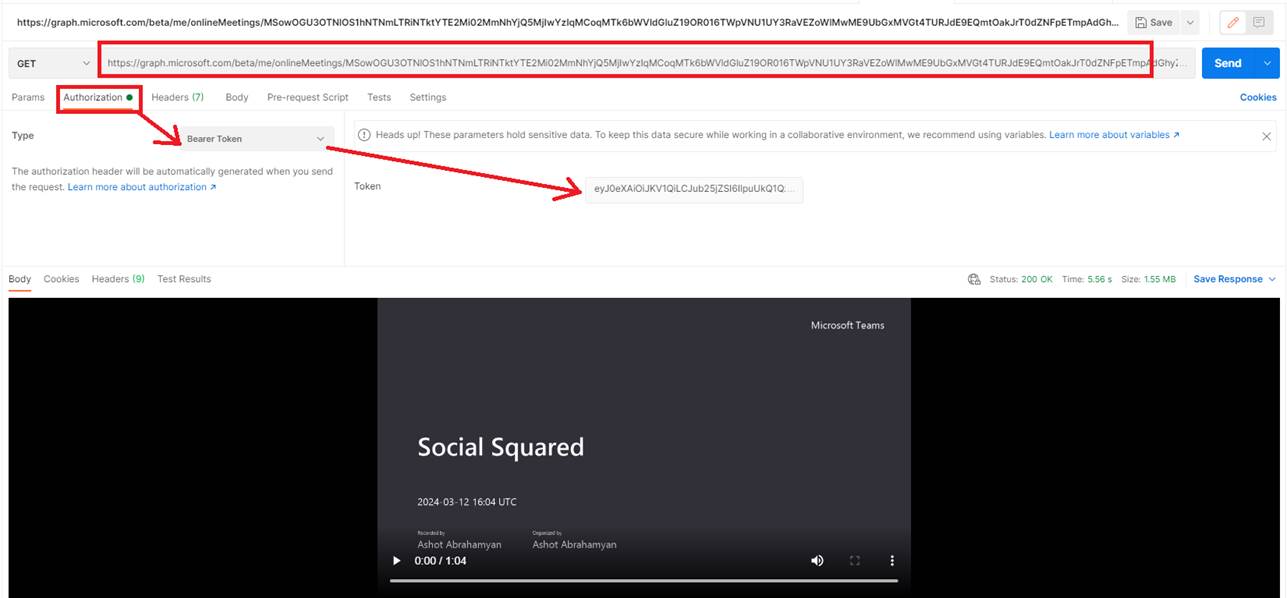 https://graph.microsoft.com/beta/me/onlineMeetings/MSowOGU3OTNlOS1hNTNmLTRiNTktYTE2Mi02MmNhYjQ5MjIwYzIqMCoqMTk6bWVldGluZ19OR016TWpVNU1UY3RaVEZoWlMwME9UbGxMVGt4TURJdE9EQmtOakJrT0dZNFpETmpAdGh... Save
GET https://graph.microsoft.com/beta/me/onlineMeetings/MSowOGU3OTNlOS1hNTNmLTRiNTktYTE2Mi02MmNhYjQ5MjIwYzIqMCoqMTk6bWVldGluZ19OR016TWpVNU1UY3RaVEZoWlMwME9UbGxMVGt4TURJdE9EQmtOakJrT0dZNFpETmpAdGhy... Send
Params Authorization Headers (7) Body Pre-request Script Tests Settings Cookies
Type Bearer Token
Heads up! These parameters hold sensitive data. To keep this data secure while working in a collaborative environment, we recommend using variables. Learn more about variables ↗
The authorization header will be automatically generated when you send
the request. Learn more about authorization ↗
Token eyJ0eXAiOiJKV1QiLCJub25jZSI6IlpuUkQ1Q...
Body Cookies Headers (9) Test Results Status: 200 OK Time: 5.56 s Size: 1.55 MB Save Response
Microsoft Teams
Social Squared
2024-03-12 16:04 UTC
Recorded by Organized by
Ashot Abrahamyan Ashot Abrahamyan
0:00 / 1:04